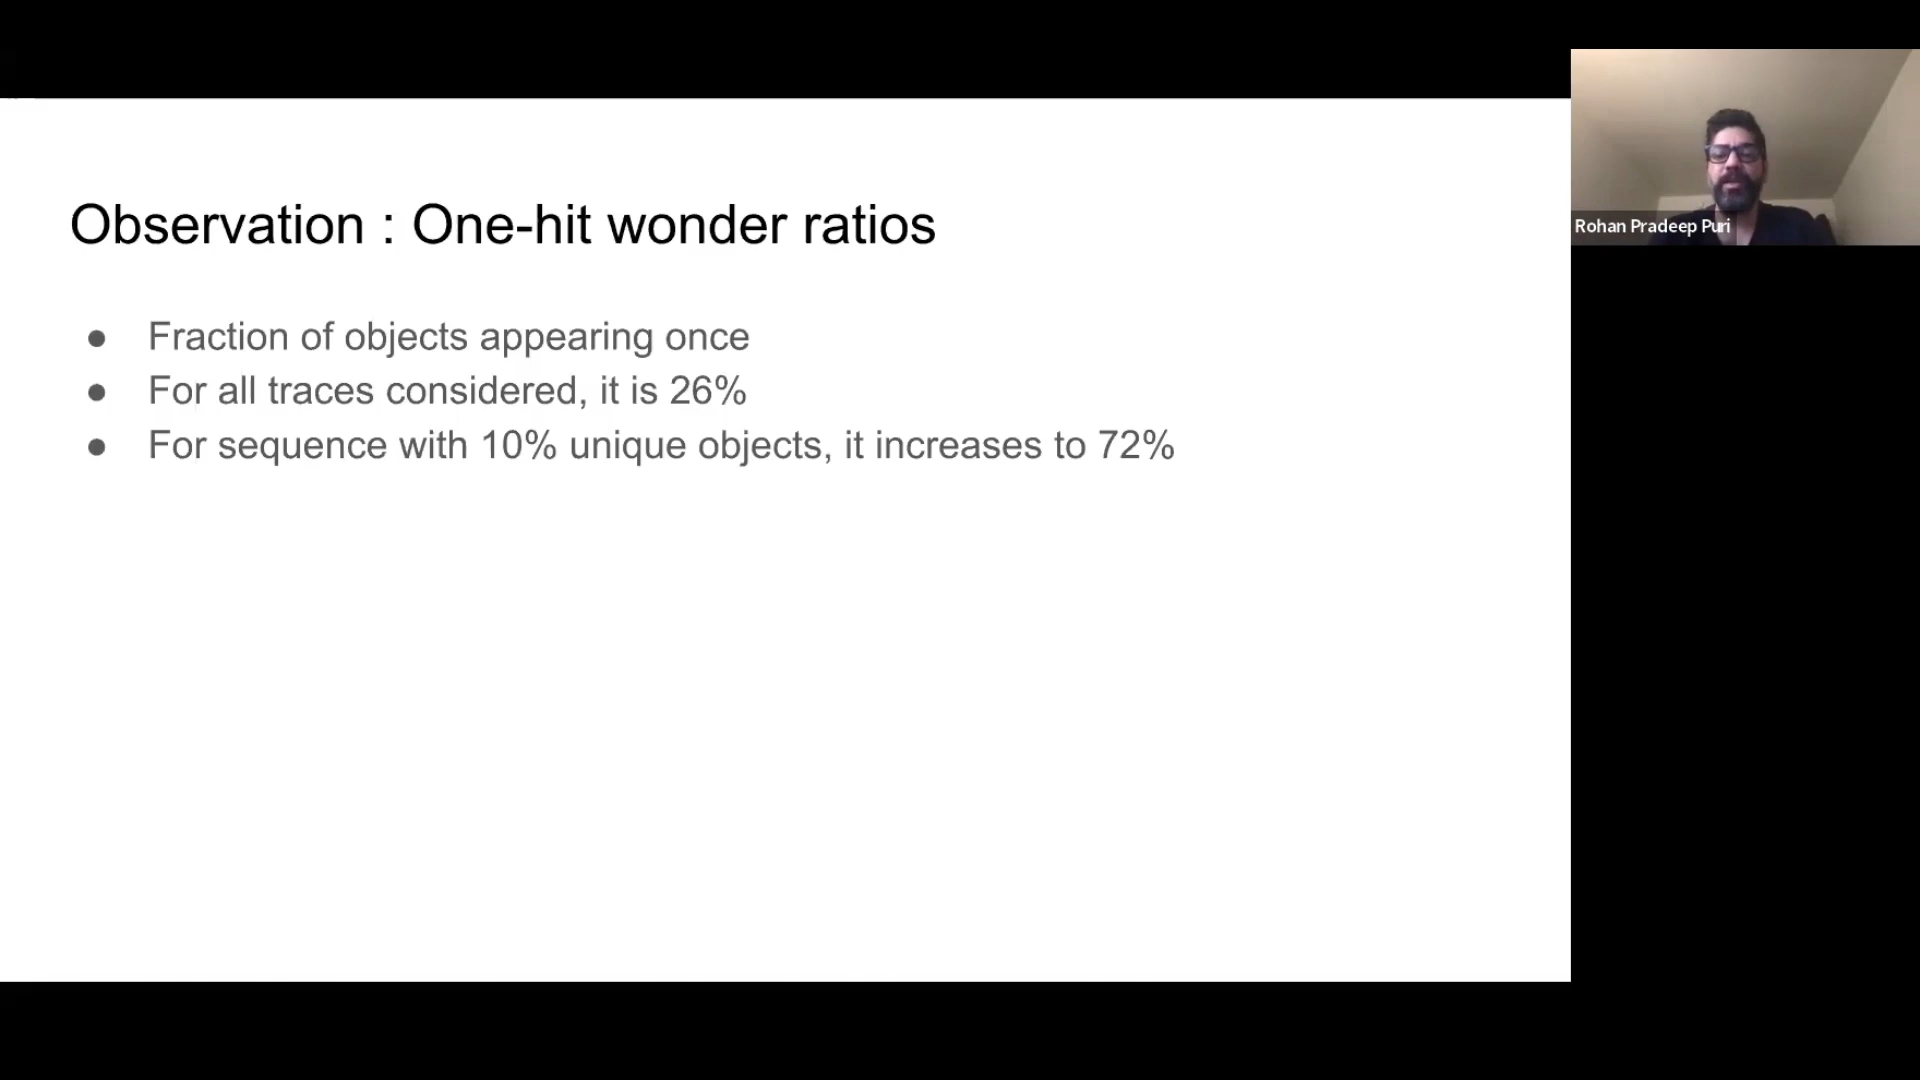 Observation : One-hit wonder ratios
● Fraction of objects appearing once
● For all traces considered, it is 26%
● For sequence with 10% unique objects, it increases to 72%
Rohan Pradeep Puri